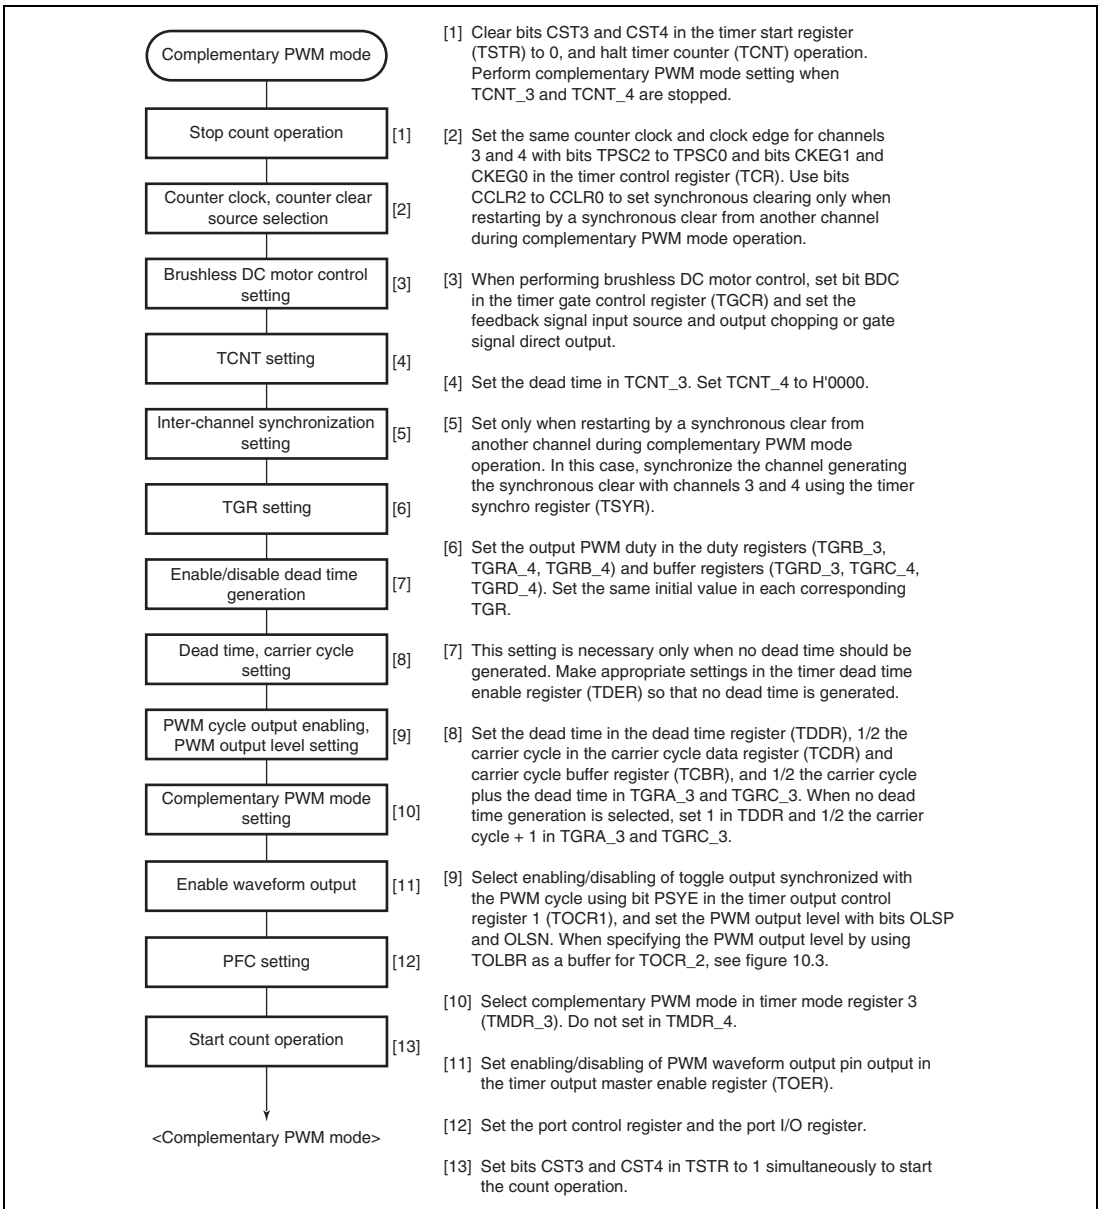 Complementary PWM mode
Stop count operation
[1]
Counter clock, counter clear
source selection
[2]
Brushless DC motor control
setting
[3]
TCNT setting
[4]
Inter-channel synchronization
setting
[5]
TGR setting
[6]
Enable/disable dead time
generation
[7]
Dead time, carrier cycle
setting
[8]
PWM cycle output enabling,
PWM output level setting
[9]
Complementary PWM mode
setting
[10]
Enable waveform output
[11]
PFC setting
[12]
Start count operation
[13]
<Complementary PWM mode>
[1] Clear bits CST3 and CST4 in the timer start register
(TSTR) to 0, and halt timer counter (TCNT) operation.
Perform complementary PWM mode setting when
TCNT_3 and TCNT_4 are stopped.
[2] Set the same counter clock and clock edge for channels
3 and 4 with bits TPSC2 to TPSC0 and bits CKEG1 and
CKEG0 in the timer control register (TCR). Use bits
CCLR2 to CCLR0 to set synchronous clearing only when
restarting by a synchronous clear from another channel
during complementary PWM mode operation.
[3] When performing brushless DC motor control, set bit BDC
in the timer gate control register (TGCR) and set the
feedback signal input source and output chopping or gate
signal direct output.
[4] Set the dead time in TCNT_3. Set TCNT_4 to H'0000.
[5] Set only when restarting by a synchronous clear from
another channel during complementary PWM mode
operation. In this case, synchronize the channel generating
the synchronous clear with channels 3 and 4 using the timer
synchro register (TSYR).
[6] Set the output PWM duty in the duty registers (TGRB_3,
TGRA_4, TGRB_4) and buffer registers (TGRD_3, TGRC_4,
TGRD_4). Set the same initial value in each corresponding
TGR.
[7] This setting is necessary only when no dead time should be
generated. Make appropriate settings in the timer dead time
enable register (TDER) so that no dead time is generated.
[8] Set the dead time in the dead time register (TDDR), 1/2 the
carrier cycle in the carrier cycle data register (TCDR) and
carrier cycle buffer register (TCBR), and 1/2 the carrier cycle
plus the dead time in TGRA_3 and TGRC_3. When no dead
time generation is selected, set 1 in TDDR and 1/2 the carrier
cycle + 1 in TGRA_3 and TGRC_3.
[9] Select enabling/disabling of toggle output synchronized with
the PWM cycle using bit PSYE in the timer output control
register 1 (TOCR1), and set the PWM output level with bits OLSP
and OLSN. When specifying the PWM output level by using
TOLBR as a buffer for TOCR_2, see figure 10.3.
[10] Select complementary PWM mode in timer mode register 3
(TMDR_3). Do not set in TMDR_4.
[11] Set enabling/disabling of PWM waveform output pin output in
the timer output master enable register (TOER).
[12] Set the port control register and the port I/O register.
[13] Set bits CST3 and CST4 in TSTR to 1 simultaneously to start
the count operation.